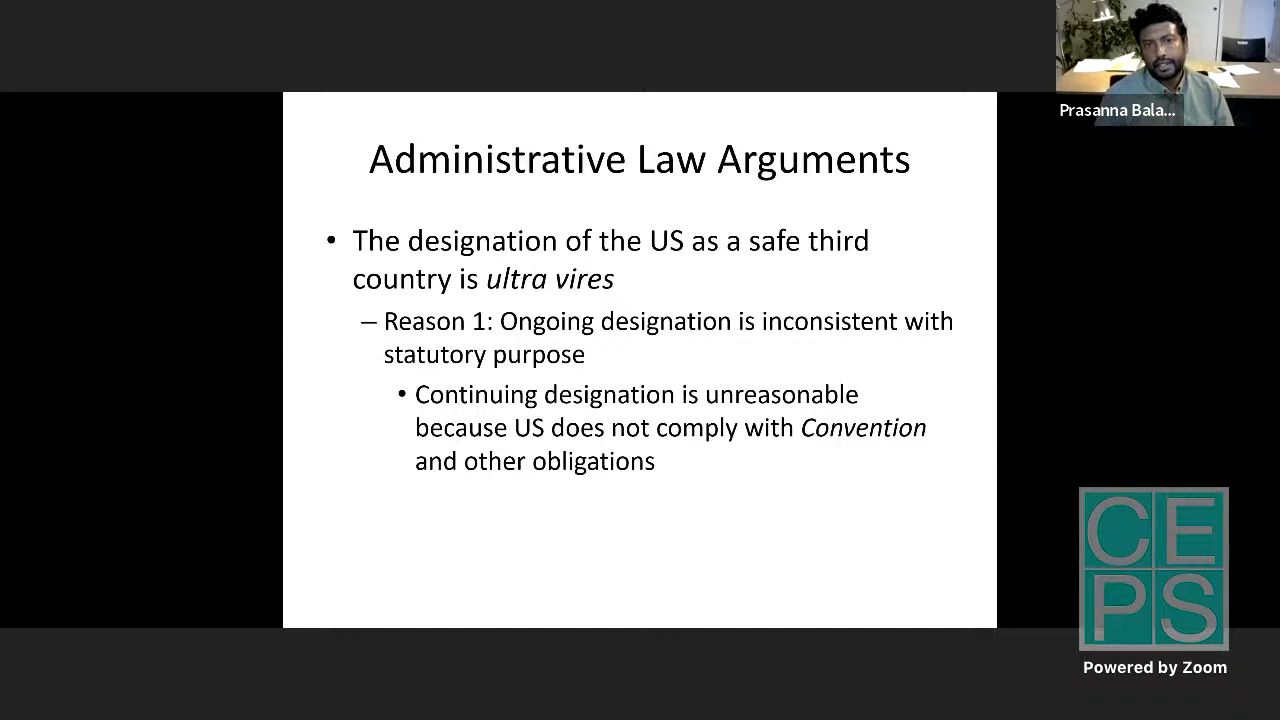 Prasanna Bala...
Administrative Law Arguments
• The designation of the US as a safe third
country is ultra vires
– Reason 1: Ongoing designation is inconsistent with
statutory purpose
• Continuing designation is unreasonable
because US does not comply with Convention
and other obligations
CE
PS
Powered by Zoom